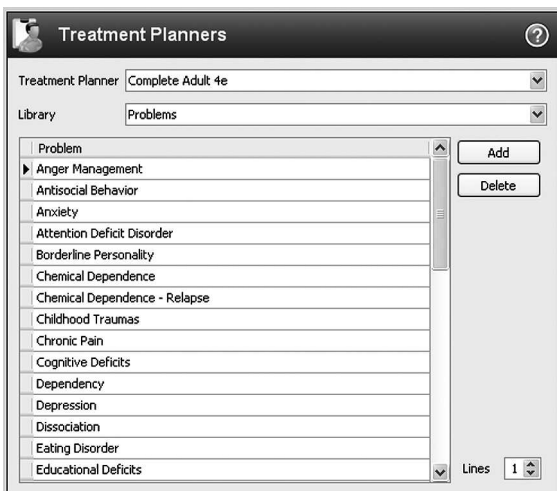 Treatment Planners
?
Treatment Planner Complete Adult 4e
Library Problems
Problem
Add
Anger Management
Delete
Antisocial Behavior
Anxiety
Attention Deficit Disorder
Borderline Personality
Chemical Dependence
Chemical Dependence - Relapse
Childhood Traumas
Chronic Pain
Cognitive Deficits
Dependency
Depression
Dissociation
Eating Disorder
Educational Deficits
Lines 1